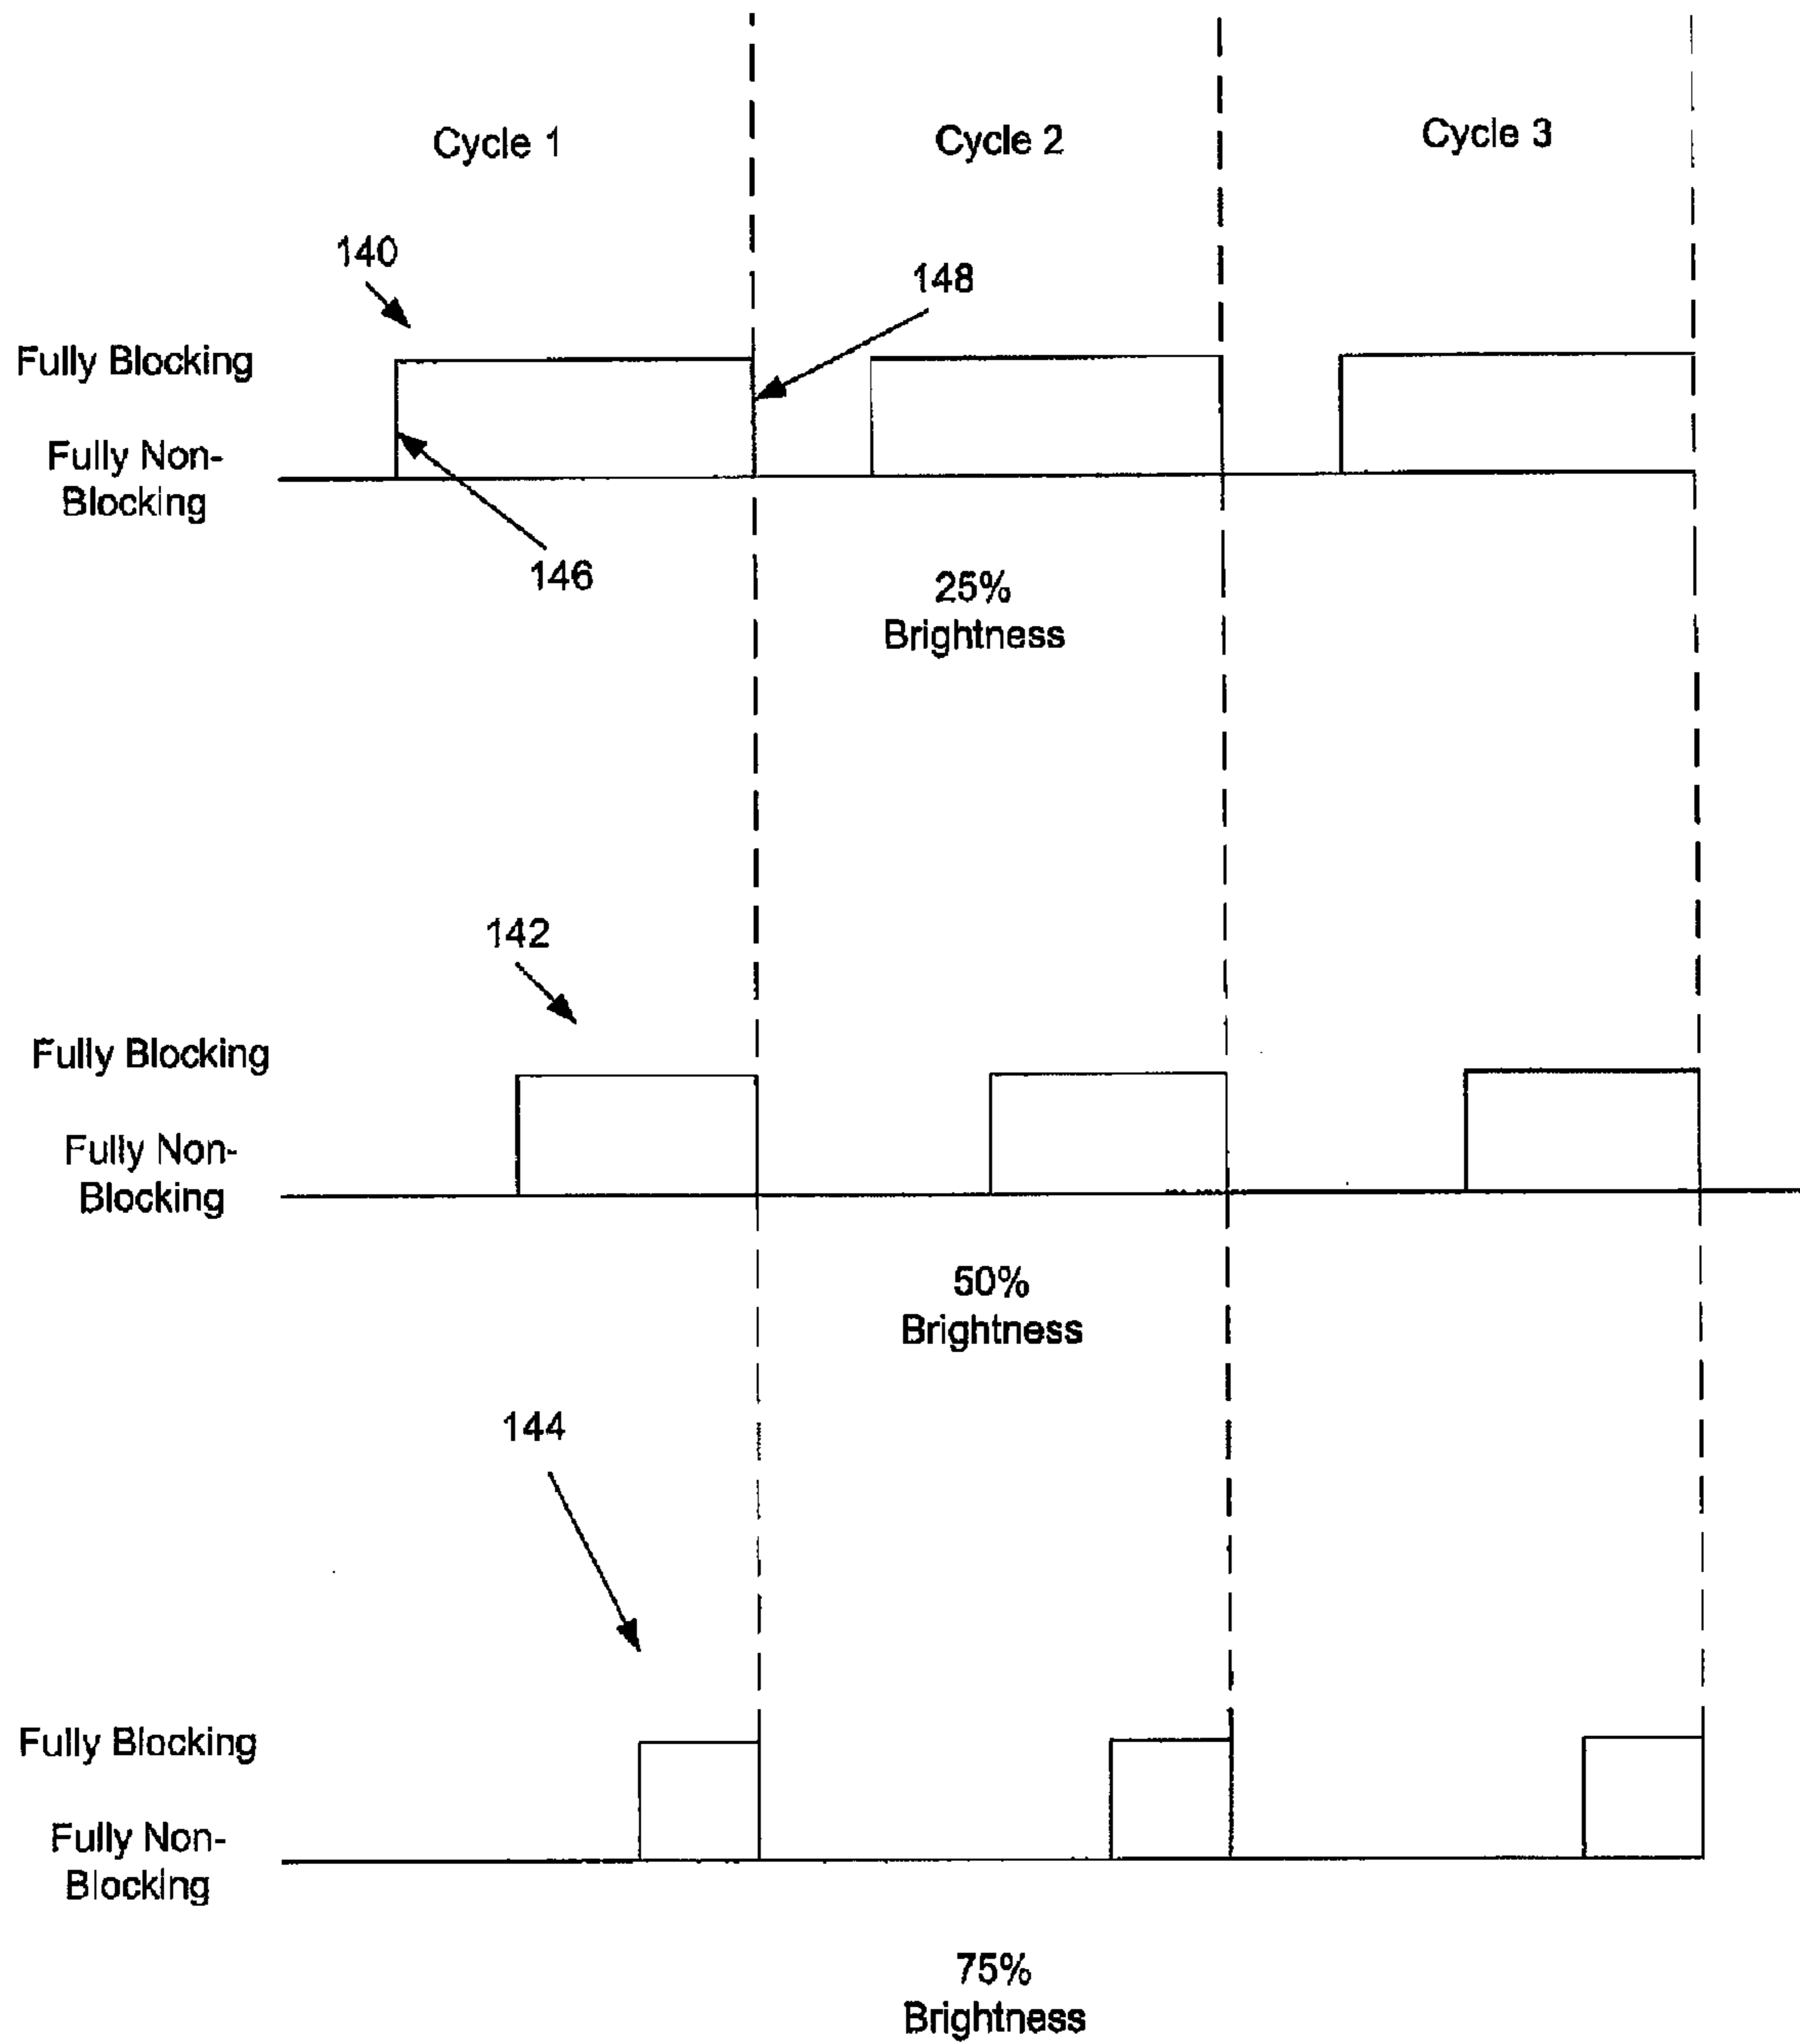 Cycle 1
Cycle 2
Cycle 3
140
148
Fully Blocking
Fully Non-
Blocking
146
25%
Brightness
142
Fully Blocking
Fully Non-
Blocking
50%
Brightness
144
Fully Blocking
Fully Non-
Blocking
75%
Brightness